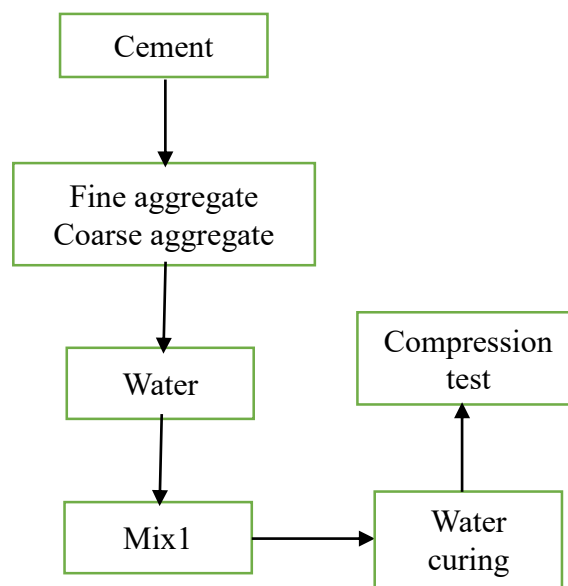 Cement
Fine aggregate
Coarse aggregate
Water
Mix1
Water
curing
Compression
test